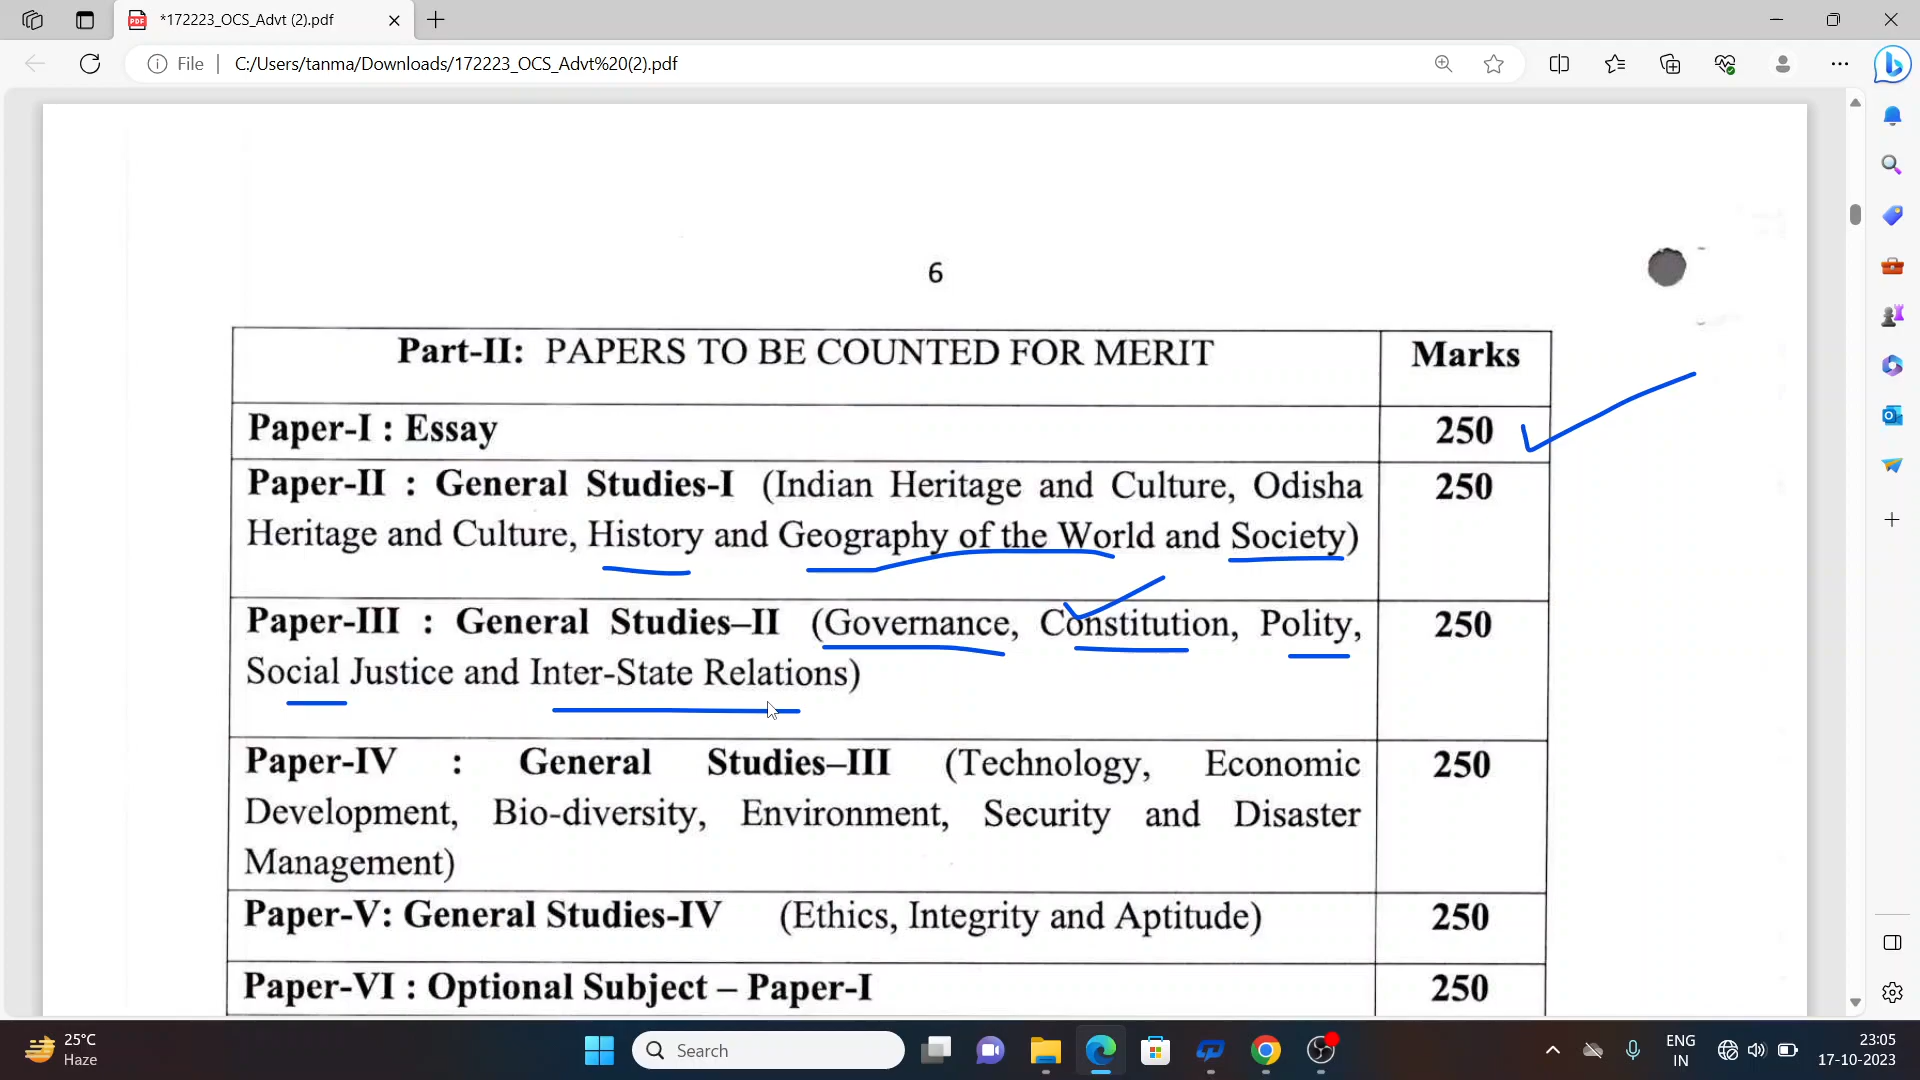 *172223_OCS_Advt (2).pdf
File
C:/Users/tanma/Downloads/172223_OCS_Advt%20(2).pdf
6
Part-II: PAPERS TO BE COUNTED FOR MERIT
Marks
Paper-I : Essay
250
Paper-II : General Studies-I (Indian Heritage and Culture, Odisha
Heritage and Culture, History and Geography of the World and Society)
250
Paper-III : General Studies–II (Governance, Constitution, Polity,
Social Justice and Inter-State Relations)
250
Paper-IV : General Studies–III (Technology, Economic
Development, Bio-diversity, Environment, Security and Disaster
Management)
250
Paper-V: General Studies-IV (Ethics, Integrity and Aptitude)
250
Paper-VI : Optional Subject – Paper-I
250
25°C
Haze
Search
ENG
IN
23:05
17-10-2023